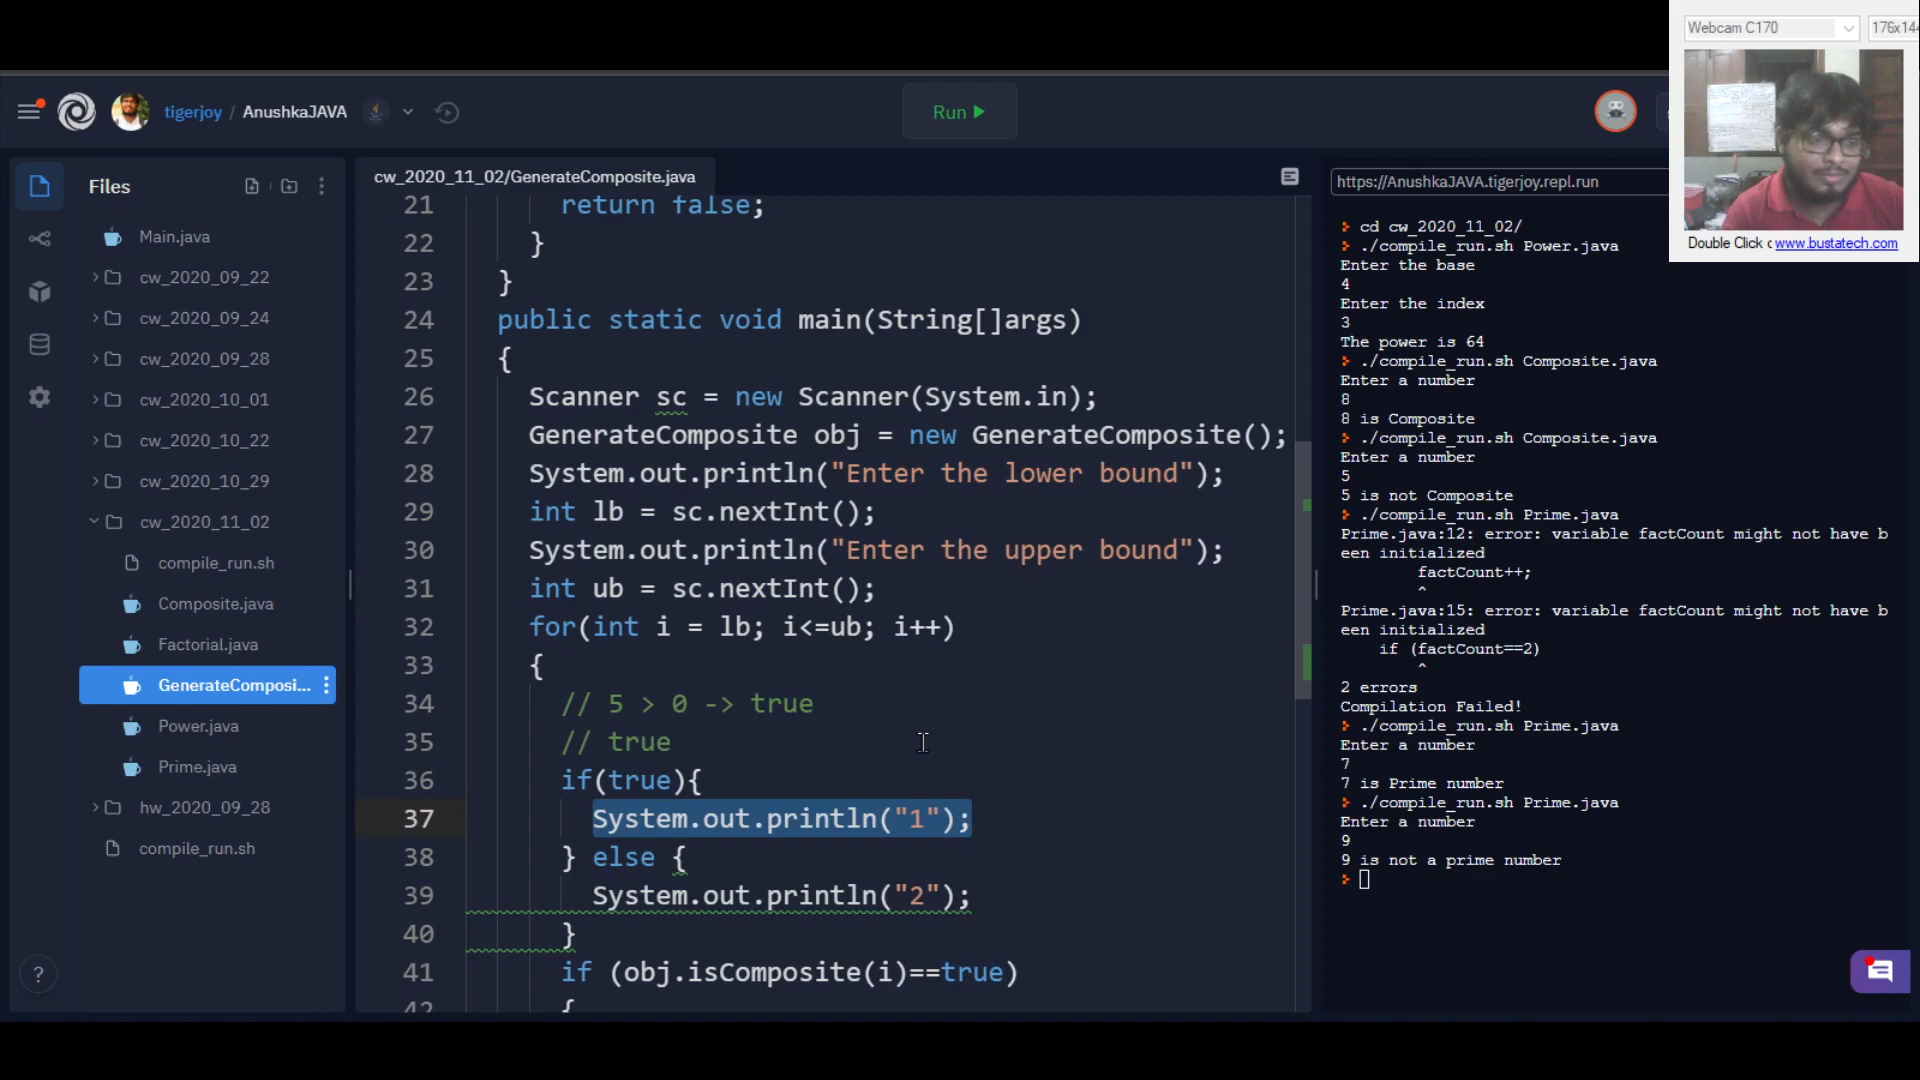 Webcam C170
176x14
Double Click
www.bustatech.com
tigerjoy / AnushkaJAVA
Run
Files
Main.java
cw_2020_09_22
cw_2020_09_24
cw_2020_09_28
cw_2020_10_01
cw_2020_10_22
cw_2020_10_29
cw_2020_11_02
compile_run.sh
Composite.java
Factorial.java
GenerateComposi...
Power.java
Prime.java
hw_2020_09_28
compile_run.sh
?
cw_2020_11_02/GenerateComposite.java
21 return false;
22 }
23 }
24 public static void main(String[]args)
25 {
26 Scanner sc = new Scanner(System.in);
27 GenerateComposite obj = new GenerateComposite();
28 System.out.println("Enter the lower bound");
29 int lb = sc.nextInt();
30 System.out.println("Enter the upper bound");
31 int ub = sc.nextInt();
32 for(int i = lb; i<=ub; i++)
33 {
34 // 5 > 0 -> true
35 // true
36 if(true){
37 System.out.println("1");
38 } else {
39 System.out.println("2");
40 }
41 if (obj.isComposite(i)==true)
42 {
https://AnushkaJAVA.tigerjoy.repl.run
cd cw_2020_11_02/
./compile_run.sh Power.java
Enter the base
4
Enter the index
3
The power is 64
./compile_run.sh Composite.java
Enter a number
8
8 is Composite
./compile_run.sh Composite.java
Enter a number
5
5 is not Composite
./compile_run.sh Prime.java
Prime.java:12: error: variable factCount might not have b
een initialized
factCount++;
^
Prime.java:15: error: variable factCount might not have b
een initialized
if (factCount==2)
^
2 errors
Compilation Failed!
./compile_run.sh Prime.java
Enter a number
7
7 is Prime number
./compile_run.sh Prime.java
Enter a number
9
9 is not a prime number